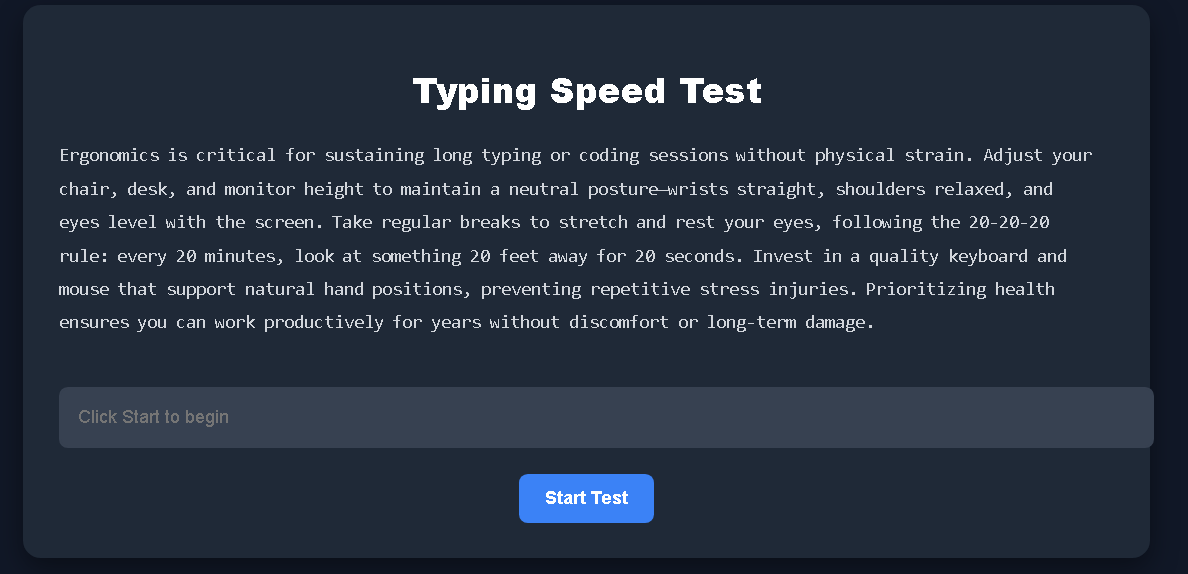 Typing Speed Test
Ergonomics is critical for sustaining long typing or coding sessions without physical strain. Adjust your
chair, desk, and monitor height to maintain a neutral posture—wrists straight, shoulders relaxed, and
eyes level with the screen. Take regular breaks to stretch and rest your eyes, following the 20-20-20
rule: every 20 minutes, look at something 20 feet away for 20 seconds. Invest in a quality keyboard and
mouse that support natural hand positions, preventing repetitive stress injuries. Prioritizing health
ensures you can work productively for years without discomfort or long-term damage.
Click Start to begin
Start Test